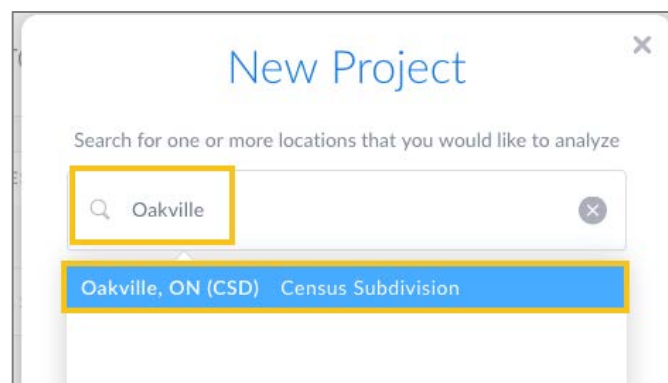 New Project
Search for one or more locations that you would like to analyze
Oakville
Oakville, ON (CSD) Census Subdivision